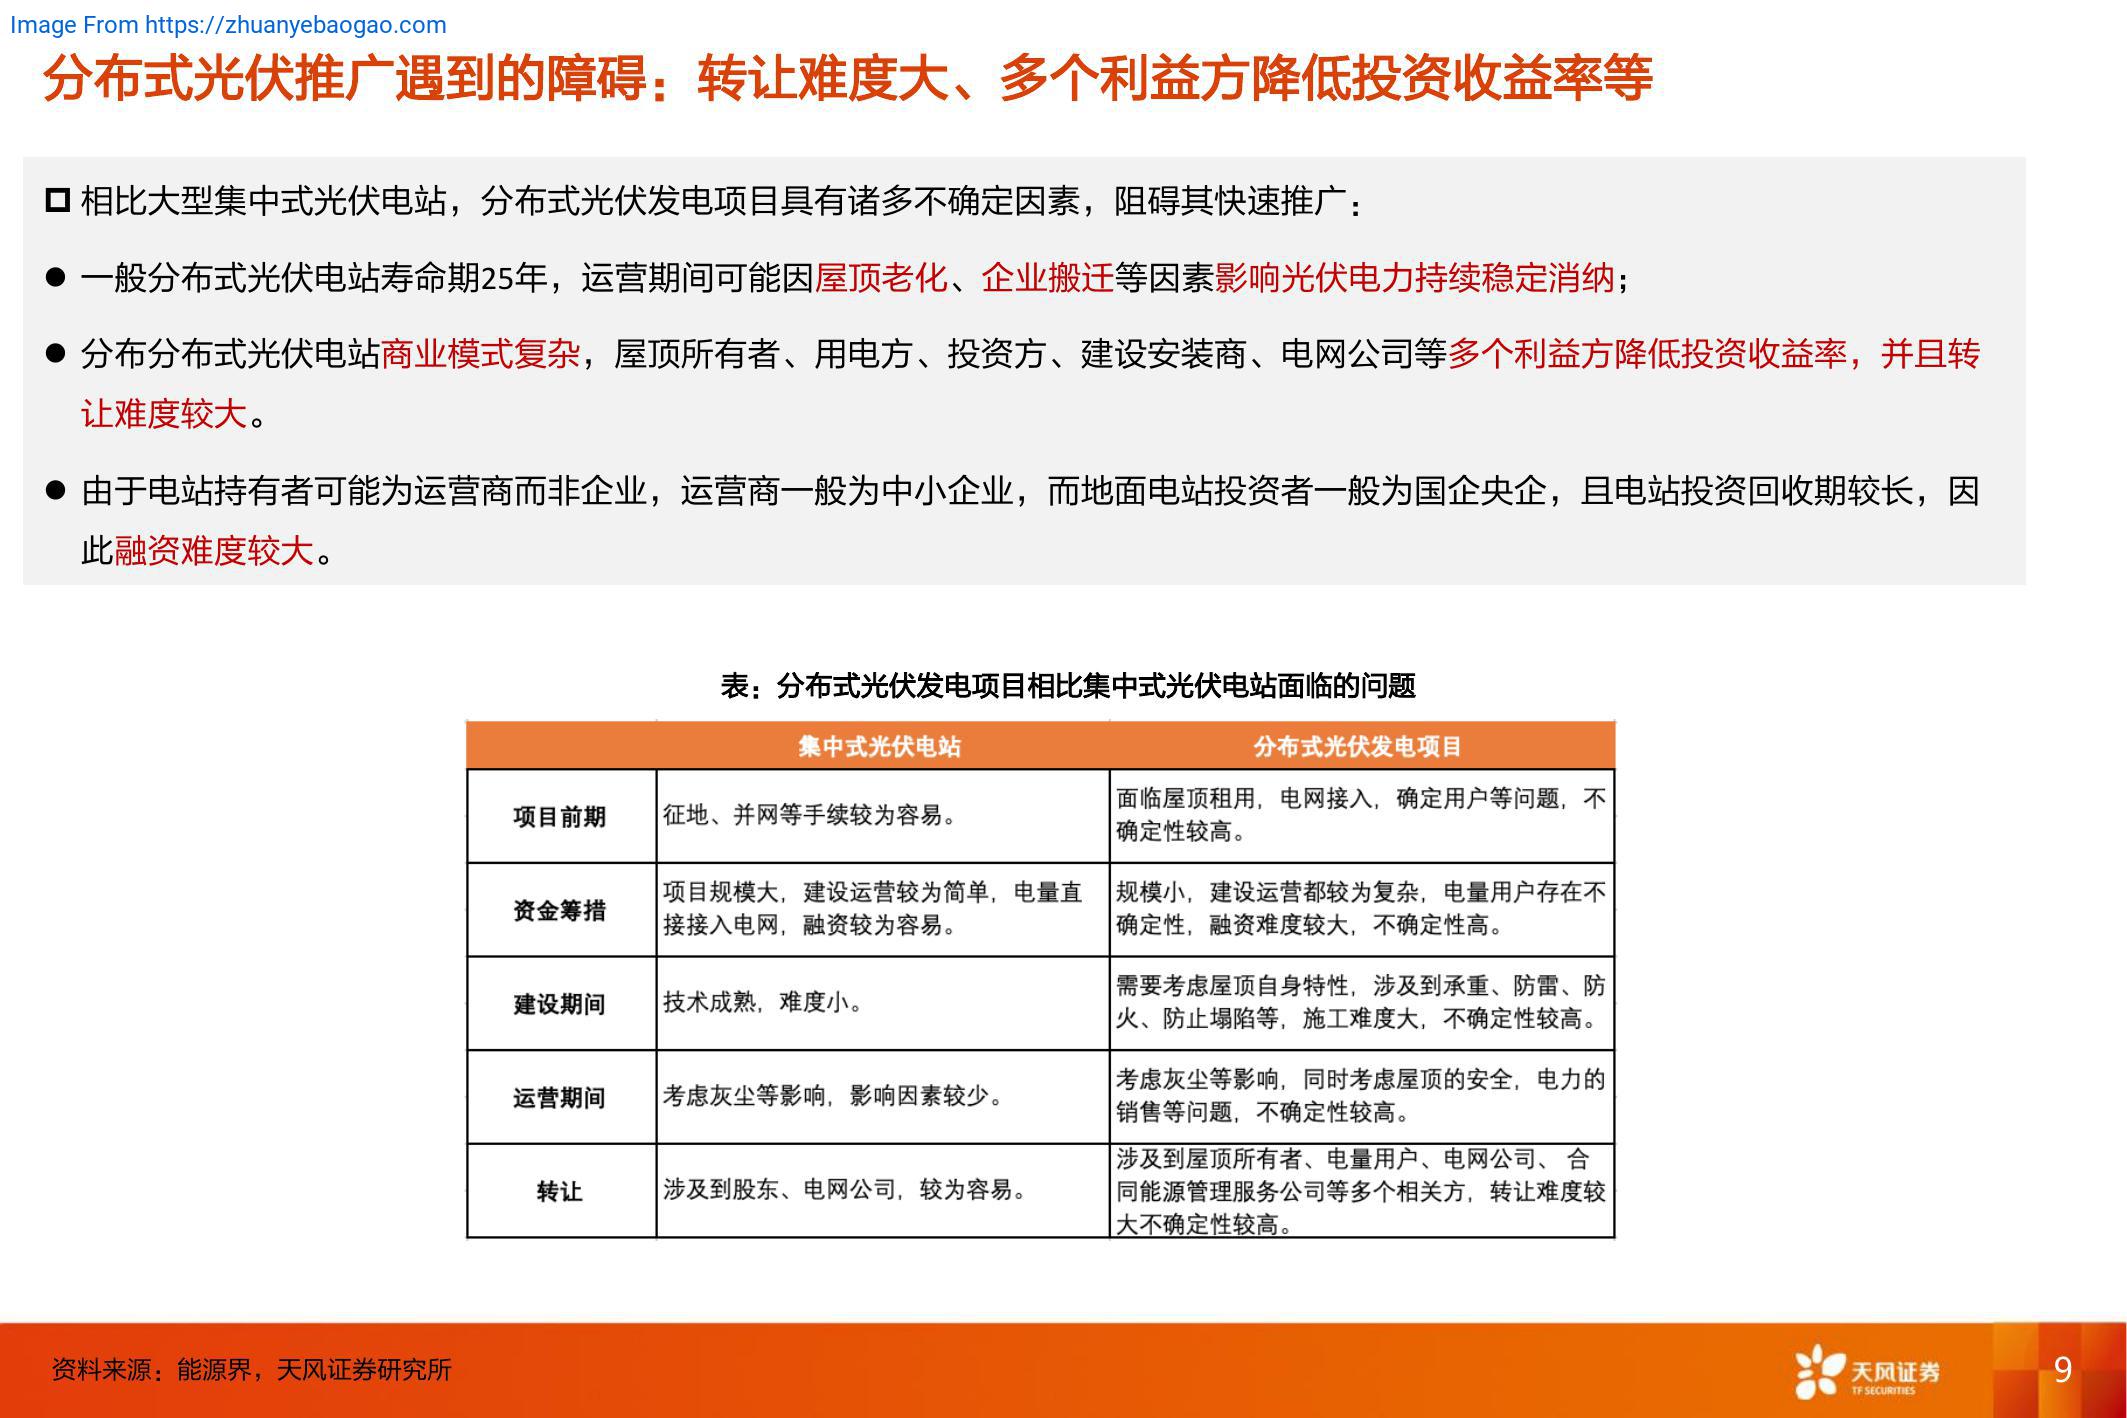 Image From https://zhuanyebaogao.com
分布式光伏推广遇到的障碍：转让难度大、多个利益方降低投资收益率等
相比大型集中式光伏电站，分布式光伏发电项目具有诸多不确定因素，阻碍其快速推广：
一般分布式光伏电站寿命期25年，运营期间可能因屋顶老化、企业搬迁等因素影响光伏电力持续稳定消纳；
分布分布式光伏电站商业模式复杂，屋顶所有者、用电方、投资方、建设安装商、电网公司等多个利益方降低投资收益率，并且转
让难度较大。
由于电站持有者可能为运营商而非企业，运营商一般为中小企业，而地面电站投资者一般为国企央企，且电站投资回收期较长，因
此融资难度较大。
表：分布式光伏发电项目相比集中式光伏电站面临的问题
集中式光伏电站
分布式光伏发电项目
项目前期
征地、并网等手续较为容易。
面临屋顶租用，电网接入，确定用户等问题，不
确定性较高。
资金筹措
项目规模大，建设运营较为简单，电量直
接接入电网，融资较为容易。
规模小，建设运营都较为复杂，电量用户存在不
确定性，融资难度较大，不确定性高。
建设期间
技术成熟，难度小。
需要考虑屋顶自身特性，涉及到承重、防雷、防
火、防止塌陷等，施工难度大，不确定性较高。
运营期间
考虑灰尘等影响，影响因素较少。
考虑灰尘等影响，同时考虑屋顶的安全，电力的
销售等问题，不确定性较高。
转让
涉及到股东、电网公司，较为容易。
涉及到屋顶所有者、电量用户、电网公司、 合
同能源管理服务公司等多个相关方，转让难度较
大不确定性较高。
资料来源：能源界，天风证券研究所
天风证券
TF SECURITIES
9